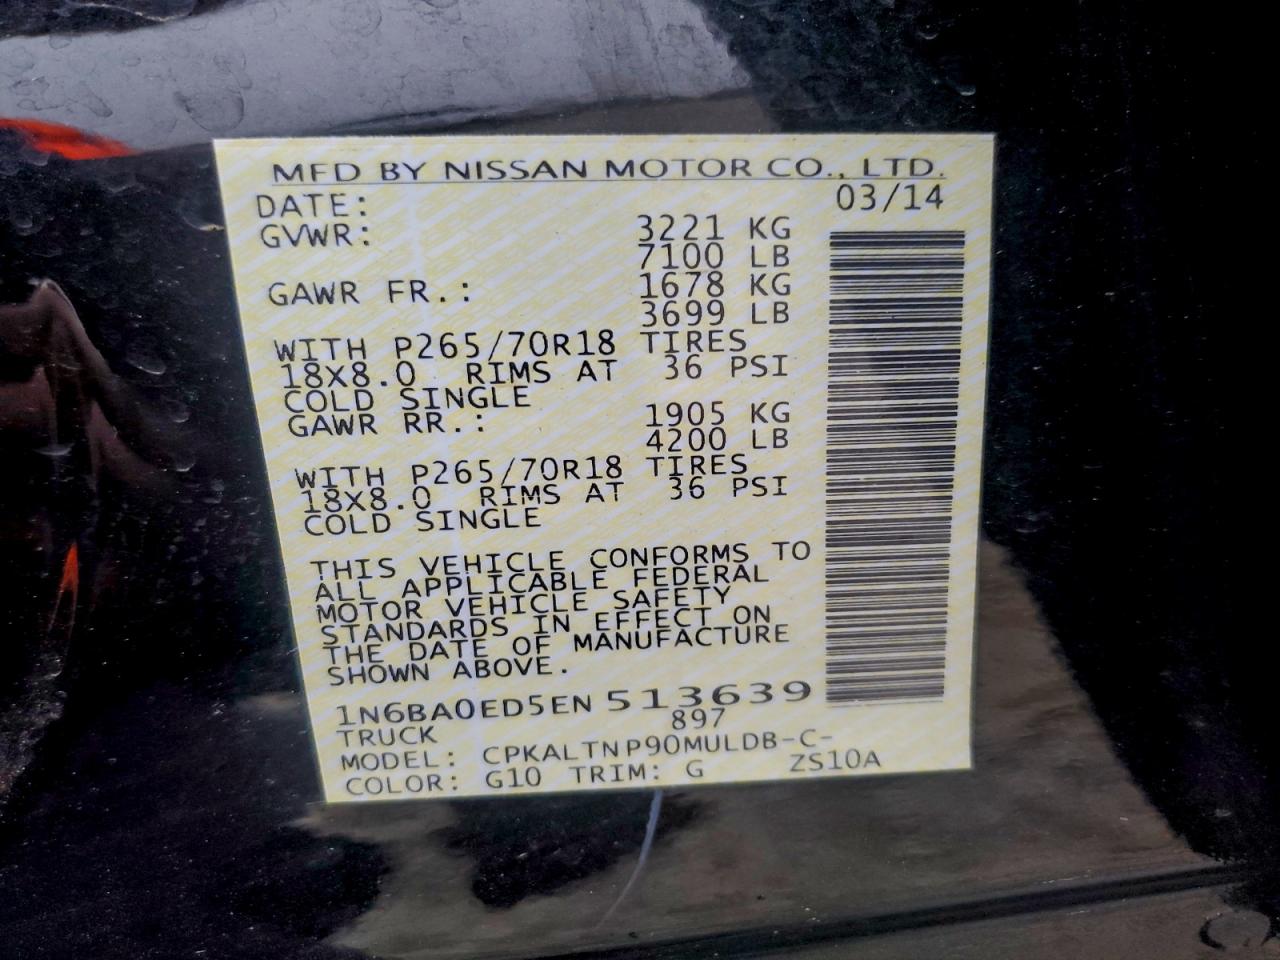 MFD BY NISSAN MOTOR CO., LTD.
DATE: 03/14
GVWR: 3221 KG
7100 LB
GAWR FR.: 1678 KG
3699 LB
WITH P265/70R18 TIRES
18X8.0 RIMS AT 36 PSI
COLD SINGLE
GAWR RR.: 1905 KG
4200 LB
WITH P265/70R18 TIRES
18X8.0 RIMS AT 36 PSI
COLD SINGLE
THIS VEHICLE CONFORMS TO
ALL APPLICABLE FEDERAL
MOTOR VEHICLE SAFETY
STANDARDS IN EFFECT ON
THE DATE OF MANUFACTURE
SHOWN ABOVE.
1N6BA0ED5EN 513639
TRUCK 897
MODEL: CPKALTNP90MULDB-C-
COLOR: G10 TRIM: G ZS10A